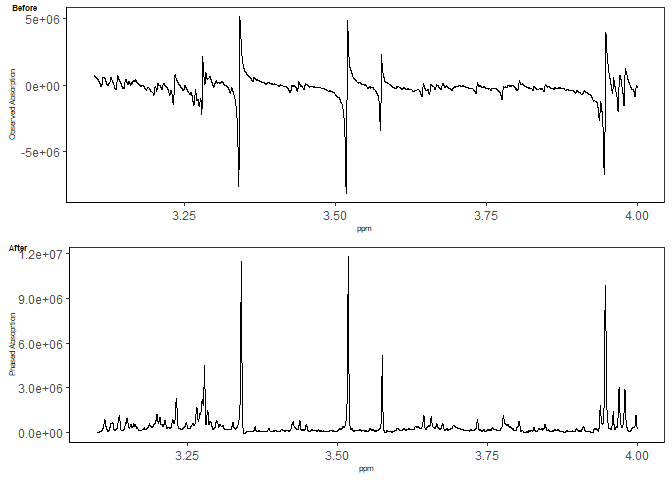 Before
Observed Absorption
5e+06
0e+00
-5e+06
3.25
3.50
3.75
4.00
ppm
After
Phased Absoprtion
1.2e+07
9.0e+06
6.0e+06
3.0e+06
0.0e+00
3.25
3.50
3.75
4.00
ppm